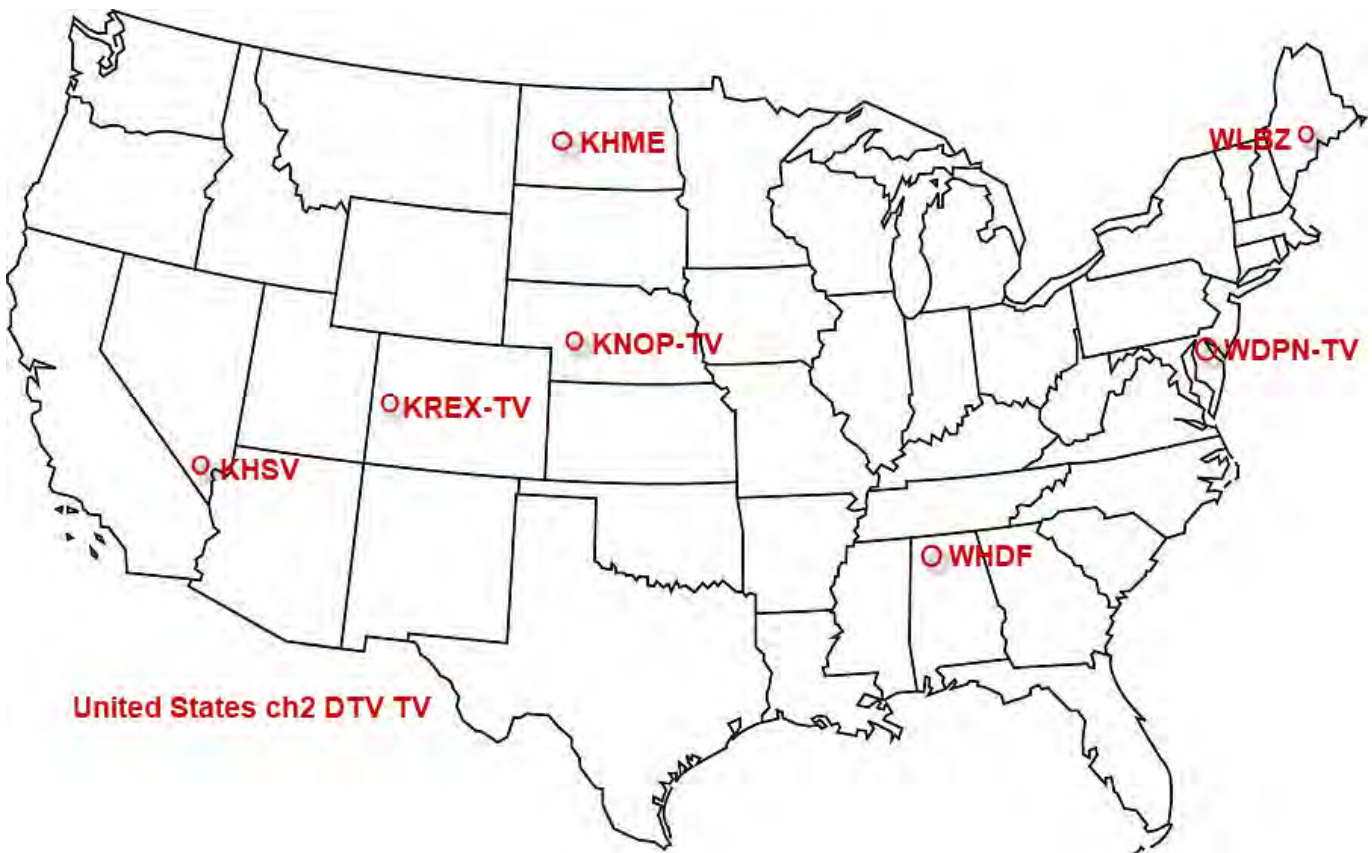 KHME
WLBZ
KNOP-TV
WDPN-TV
KREX-TV
KHSV
WHDF
United States ch2 DTV TV